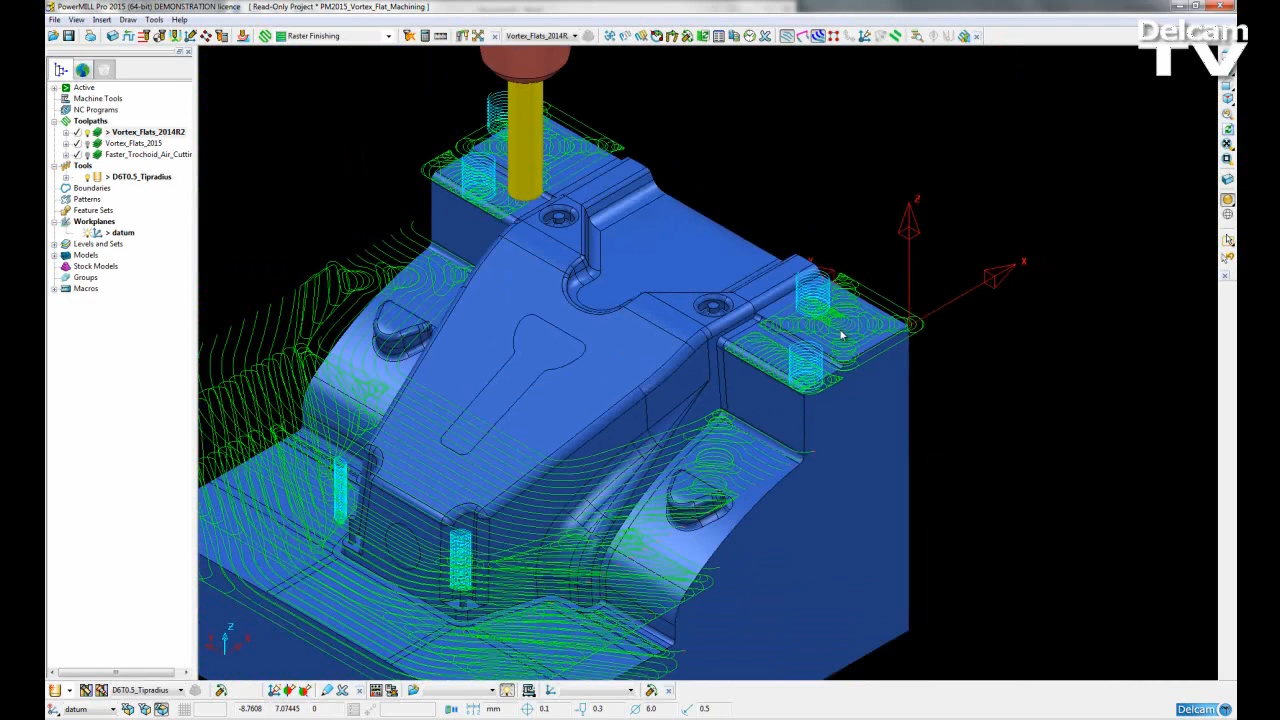 PowerMILL Pro 2015 (64-bit) DEMONSTRATION licence    [ Read-Only Project * PM2015_Vortex_Flat_Machining ]
File View Insert Draw Tools Help
Raster Finishing
Vortex_Flats_2014R
Delcam
TV
Active
Machine Tools
NC Programs
Toolpaths
> Vortex_Flats_2014R2
Vortex_Flats_2015
Faster_Trochoid_Air_Cuttin
Tools
> D6T0.5_Tipradius
Boundaries
Patterns
Feature Sets
Workplanes
> datum
Levels and Sets
Models
Stock Models
Groups
Macros
Z
X
Z
X
D6T0.5_Tipradius
datum
-8.7608 7.07445 0
mm
0.1
0.3
6.0
0.5
Delcam